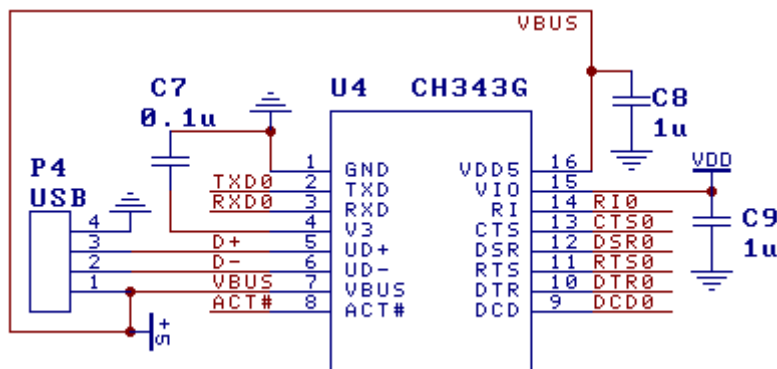 VBUS
C7
0.1u
U4 CH343G
C8
1u
P4
USB
1 GND VDD5 16
TXD0 2 TXD VIO 15 VDD
RXD0 3 RXD RI 14 RI0
4 4 V3 CTS 13 CTS0 C9
3 D+ 5 UD+ DSR 12 DSR0 1u
2 D- 6 UD- RTS 11 RTS0
1 VBUS 7 VBUS DTR 10 DTR0
ACT# 8 ACT# DCD 9 DCD0
+5